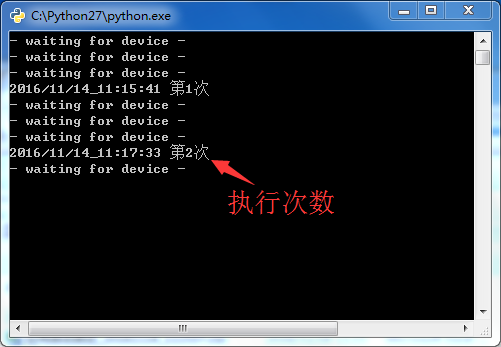 C:\Python27\python.exe
- waiting for device -
- waiting for device -
- waiting for device -
2016/11/14_11:15:41 第1次
- waiting for device -
- waiting for device -
- waiting for device -
2016/11/14_11:17:33 第2次
- waiting for device -
执行次数